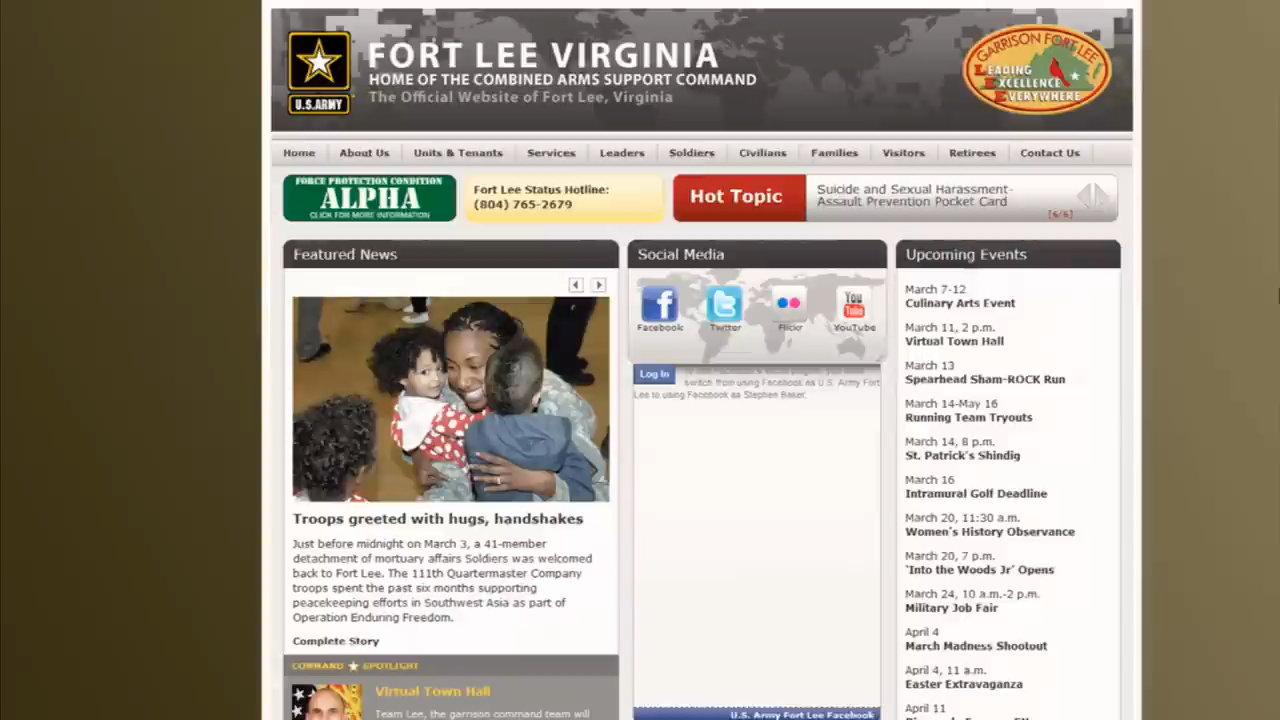 FORT LEE VIRGINIA
HOME OF THE COMBINED ARMS SUPPORT COMMAND
The Official Website of Fort Lee, Virginia
U.S.ARMY
GARRISON FORT LEE
LEADING
EXCELLENCE
EVERYWHERE
Home About Us Units & Tenants Services Leaders Soldiers Civilians Families Visitors Retirees Contact Us
FORCE PROTECTION CONDITION
ALPHA
CLICK FOR MORE INFORMATION
Fort Lee Status Hotline:
(804) 765-2679
Hot Topic
Suicide and Sexual Harassment-
Assault Prevention Pocket Card
[6/6]
Featured News
Troops greeted with hugs, handshakes
Just before midnight on March 3, a 41-member
detachment of mortuary affairs Soldiers was welcomed
back to Fort Lee. The 111th Quartermaster Company
troops spent the past six months supporting
peacekeeping efforts in Southwest Asia as part of
Operation Enduring Freedom.
Complete Story
COMMAND SPOTLIGHT
Virtual Town Hall
Team Lee, the garrison command team will
Social Media
Facebook Twitter Flickr YouTube
You
Tube
Log In
switch from using Facebook as U.S. Army Fort
Lee to using Facebook as Stephen Baker.
U.S. Army Fort Lee Facebook
Upcoming Events
March 7-12
Culinary Arts Event
March 11, 2 p.m.
Virtual Town Hall
March 13
Spearhead Sham-ROCK Run
March 14-May 16
Running Team Tryouts
March 14, 8 p.m.
St. Patrick's Shindig
March 16
Intramural Golf Deadline
March 20, 11:30 a.m.
Women's History Observance
March 20, 7 p.m.
'Into the Woods Jr' Opens
March 24, 10 a.m.-2 p.m.
Military Job Fair
April 4
March Madness Shootout
April 4, 11 a.m.
Easter Extravaganza
April 11